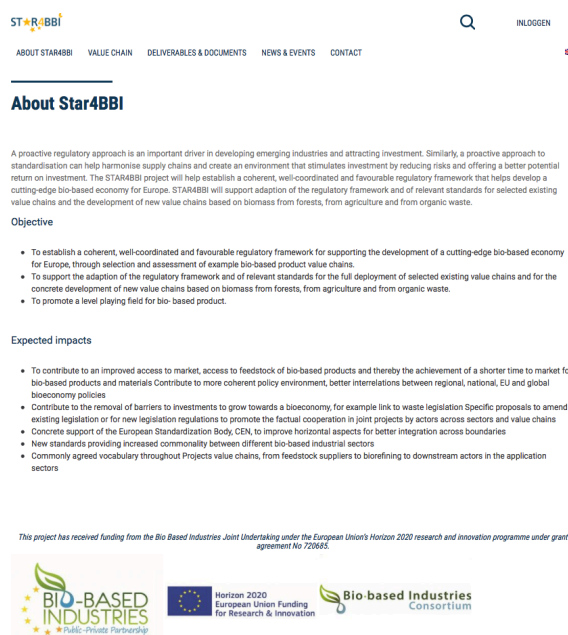 STAR4BBI
INLOGGEN
ABOUT STAR4BBI VALUE CHAIN DELIVERABLES & DOCUMENTS NEWS & EVENTS CONTACT
About Star4BBI
A proactive regulatory approach is an important driver in developing emerging industries and attracting investment. Similarly, a proactive approach to
standardisation can help harmonise supply chains and create an environment that stimulates investment by reducing risks and offering a better potential
return on investment. The STAR4BBI project will help establish a coherent, well-coordinated and favourable regulatory framework that helps develop a
cutting-edge bio-based economy for Europe. STAR4BBI will support adaption of the regulatory framework and of relevant standards for selected existing
value chains and the development of new value chains based on biomass from forests, from agriculture and from organic waste.
Objective
To establish a coherent, well-coordinated and favourable regulatory framework for supporting the development of a cutting-edge bio-based economy
for Europe, through selection and assessment of example bio-based product value chains.
To support the adaption of the regulatory framework and of relevant standards for the full deployment of selected existing value chains and for the
concrete development of new value chains based on biomass from forests, from agriculture and from organic waste.
To promote a level playing field for bio- based product.
Expected impacts
To contribute to an improved access to market, access to feedstock of bio-based products and thereby the achievement of a shorter time to market fo
bio-based products and materials Contribute to more coherent policy environment, better interrelations between regional, national, EU and global
bioeconomy policies
Contribute to the removal of barriers to investments to grow towards a bioeconomy, for example link to waste legislation Specific proposals to amend
existing legislation or for new legislation regulations to promote the factual cooperation in joint projects by actors across sectors and value chains
Concrete support of the European Standardization Body, CEN, to improve horizontal aspects for better integration across boundaries
New standards providing increased commonality between different bio-based industrial sectors
Commonly agreed vocabulary throughout Projects value chains, from feedstock suppliers to biorefining to downstream actors in the application
sectors
This project has received funding from the Bio Based Industries Joint Undertaking under the European Union's Horizon 2020 research and innovation programme under grant
agreement No 720685.
BIO-BASED
INDUSTRIES
Public-Private Partnership
Horizon 2020
European Union Funding
for Research & Innovation
Bio-based Industries
Consortium